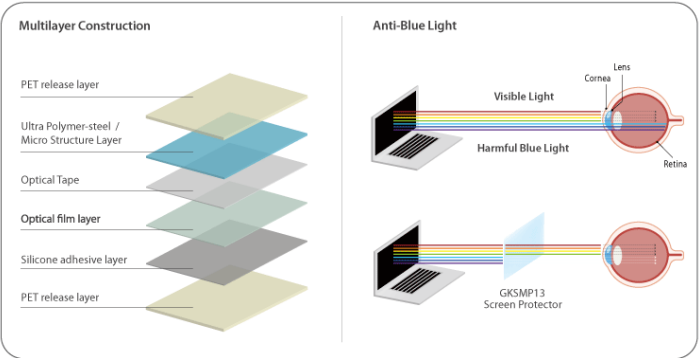 Multilayer Construction
PET release layer
Ultra Polymer-steel /
Micro Structure Layer
Optical Tape
Optical film layer
Silicone adhesive layer
PET release layer
Anti-Blue Light
Lens
Cornea
Visible Light
Harmful Blue Light
Retina
GKSMP13
Screen Protector